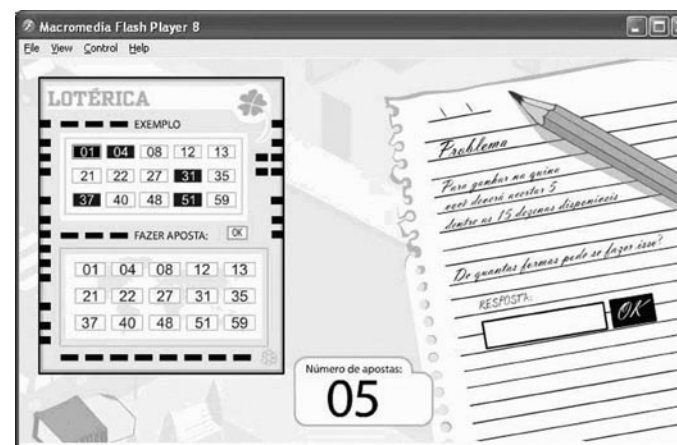 Macromedia Flash Player 8
File View Control Help
LOTÉRICA
EXEMPLO
01 04 08 12 13
21 22 27 31 35
37 40 48 51 59
FAZER APOSTA: OK
01 04 08 12 13
21 22 27 31 35
37 40 48 51 59
Número de apostas:
05
Problema
Para ganhar na quina
você deverá acertar 5
dentre as 15 dezenas disponíveis
De quantas formas pode se fazer isso?
RESPOSTA:
OK